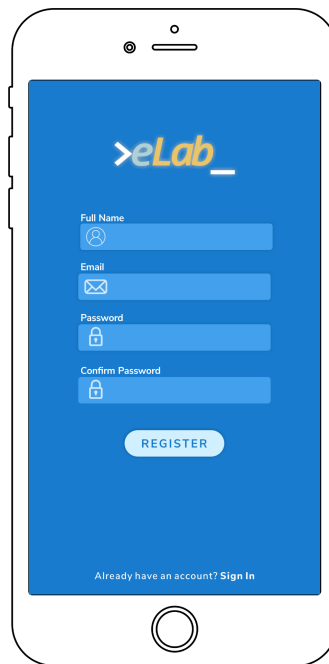 >eLab_
Full Name
Email
Password
Confirm Password
REGISTER
Already have an account? Sign In